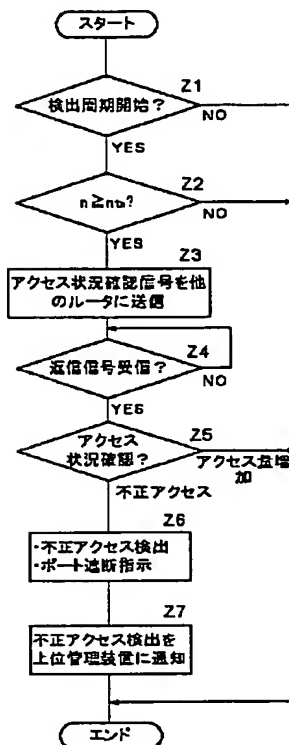 スタート
Z1
検出周期開始？
NO
YES
Z2
n≧nth?
NO
YES
Z3
アクセス状況確認信号を他
のルータに送信
Z4
返信信号受信？
NO
YES
Z5
アクセス
状況確認？
アクセス量増
加
不正アクセス
Z6
・不正アクセス検出
・ポート遮断指示
Z7
不正アクセス検出を
上位管理装置に通知
エンド